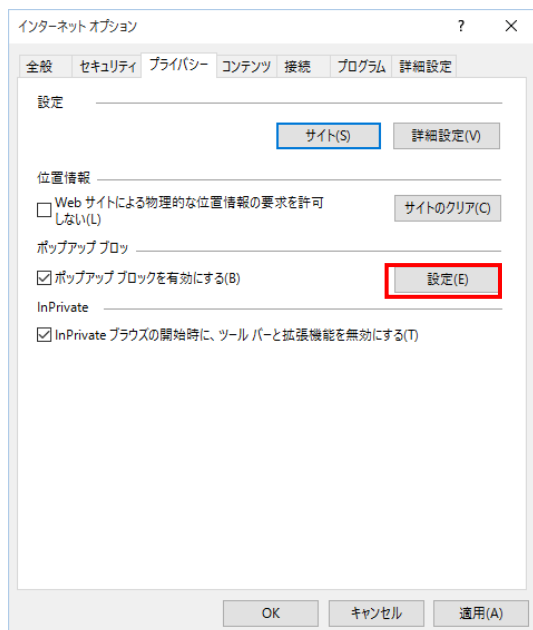 インターネット オプション ? ×
全般 セキュリティ プライバシー コンテンツ 接続 プログラム 詳細設定
設定
サイト(S) 詳細設定(V)
位置情報
Web サイトによる物理的な位置情報の要求を許可
しない(L)
サイトのクリア(C)
ポップアップ ブロッ
ポップアップ ブロックを有効にする(B) 設定(E)
InPrivate
InPrivate ブラウズの開始時に、ツール バーと拡張機能を無効にする(T)
OK キャンセル 適用(A)